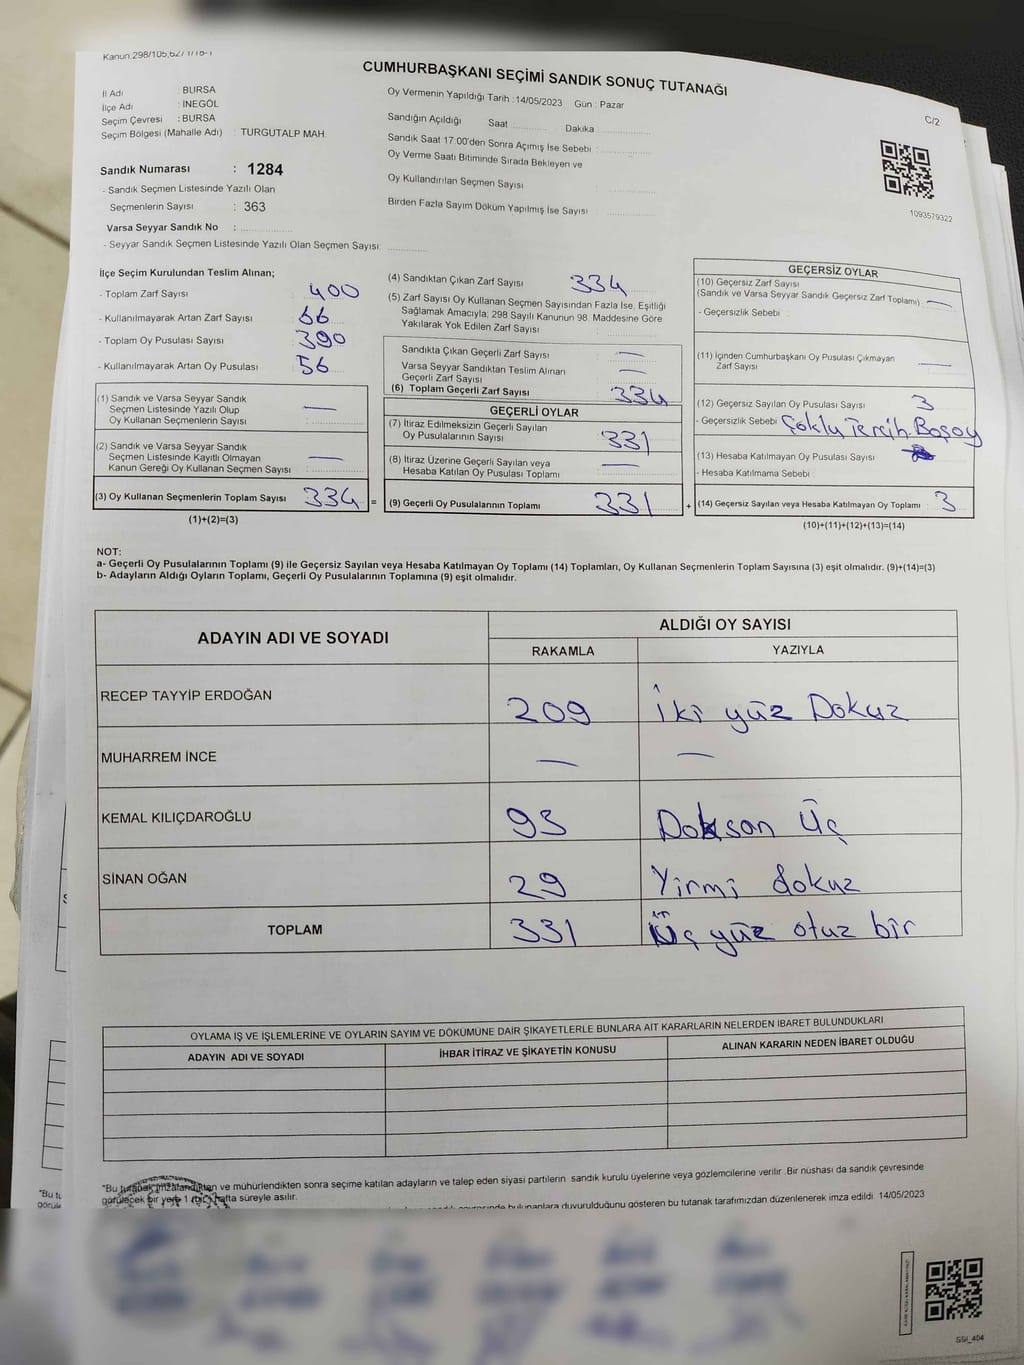 Kanun:298/105,6271/18-1
CUMHURBAŞKANI SEÇİMİ SANDIK SONUÇ TUTANAĞI
C/2
İl Adı : BURSA
İlçe Adı : İNEGÖL
Seçim Çevresi : BURSA
Seçim Bölgesi (Mahalle Adı) : TURGUTALP MAH.
Sandık Numarası : 1284
- Sandık Seçmen Listesinde Yazılı Olan
Seçmenlerin Sayısı : 363
Varsa Seyyar Sandık No :
- Seyyar Sandık Seçmen Listesinde Yazılı Olan Seçmen Sayısı:
Oy Vermenin Yapıldığı Tarih : 14/05/2023 Gün : Pazar
Sandığın Açıldığı Saat Dakika
Sandık Saat 17:00'den Sonra Açımış İse Sebebi :
Oy Verme Saati Bitiminde Sırada Bekleyen ve
Oy Kullandırılan Seçmen Sayısı :
Birden Fazla Sayım Döküm Yapılmış İse Sayısı :
1093579322
İlçe Seçim Kurulundan Teslim Alınan;
- Toplam Zarf Sayısı : 400
- Kullanılmayarak Artan Zarf Sayısı : 66
- Toplam Oy Pusulası Sayısı : 390
- Kullanılmayarak Artan Oy Pusulası : 56
(1) Sandık ve Varsa Seyyar Sandık
Seçmen Listesinde Yazılı Olup
Oy Kullanan Seçmenlerin Sayısı : —
(2) Sandık ve Varsa Seyyar Sandık
Seçmen Listesinde Kayıtlı Olmayan
Kanun Gereği Oy Kullanan Seçmen Sayısı : —
(3) Oy Kullanan Seçmenlerin Toplam Sayısı : 334 =
(1)+(2)=(3)
(4) Sandıktan Çıkan Zarf Sayısı : 334
(5) Zarf Sayısı Oy Kullanan Seçmen Sayısından Fazla İse, Eşitliği
Sağlamak Amacıyla; 298 Sayılı Kanunun 98. Maddesine Göre
Yakılarak Yok Edilen Zarf Sayısı :
Sandıkta Çıkan Geçerli Zarf Sayısı : —
Varsa Seyyar Sandıktan Teslim Alınan
Geçerli Zarf Sayısı : —
(6) Toplam Geçerli Zarf Sayısı : 334
GEÇERLİ OYLAR
(7) İtiraz Edilmeksizin Geçerli Sayılan
Oy Pusulalarının Sayısı : 331
(8) İtiraz Üzerine Geçerli Sayılan veya
Hesaba Katılan Oy Pusulası Toplamı : —
(9) Geçerli Oy Pusulalarının Toplamı : 331 +
GEÇERSİZ OYLAR
(10) Geçersiz Zarf Sayısı
(Sandık ve Varsa Seyyar Sandık Geçersiz Zarf Toplamı) : —
- Geçersizlik Sebebi :
(11) İçinden Cumhurbaşkanı Oy Pusulası Çıkmayan
Zarf Sayısı : —
(12) Geçersiz Sayılan Oy Pusulası Sayısı : 3
- Geçersizlik Sebebi Çoklu Tercih Boşoy
(13) Hesaba Katılmayan Oy Pusulası Sayısı :
- Hesaba Katılmama Sebebi :
(14) Geçersiz Sayılan veya Hesaba Katılmayan Oy Toplamı : 3
(10)+(11)+(12)+(13)=(14)
NOT:
a- Geçerli Oy Pusulalarının Toplamı (9) ile Geçersiz Sayılan veya Hesaba Katılmayan Oy Toplamı (14) Toplamları, Oy Kullanan Seçmenlerin Toplam Sayısına (3) eşit olmalıdır. (9)+(14)=(3)
b- Adayların Aldığı Oyların Toplamı, Geçerli Oy Pusulalarının Toplamına (9) eşit olmalıdır.
ADAYIN ADI VE SOYADI
ALDIĞI OY SAYISI
RAKAMLA YAZIYLA
RECEP TAYYİP ERDOĞAN 209 İki yüz Dokuz
MUHARREM İNCE — —
KEMAL KILIÇDAROĞLU 93 Doksan Üç
SİNAN OĞAN 29 Yirmi dokuz
TOPLAM 331 Üç yüz otuz bir
OYLAMA İŞ VE İŞLEMLERİNE VE OYLARIN SAYIM VE DÖKÜMÜNE DAİR ŞİKAYETLERLE BUNLARA AİT KARARLARIN NELERDEN İBARET BULUNDUKLARI
ADAYIN ADI VE SOYADI İHBAR İTİRAZ VE ŞİKAYETİN KONUSU ALINAN KARARIN NEDEN İBARET OLDUĞU
"Bu tutanak imzalandıktan ve mühürlendikten sonra seçime katılan adayların ve talep eden siyasi partilerin sandık kurulu üyelerine veya gözlemcilerine verilir. Bir nüshası da sandık çevresinde
görülecek bir yere 1 (bir) hafta süreyle asılır.
bulunanlara duyurulduğunu gösteren bu tutanak tarafımızdan düzenlenerek imza edildi. 14/05/2023
SSİ_404